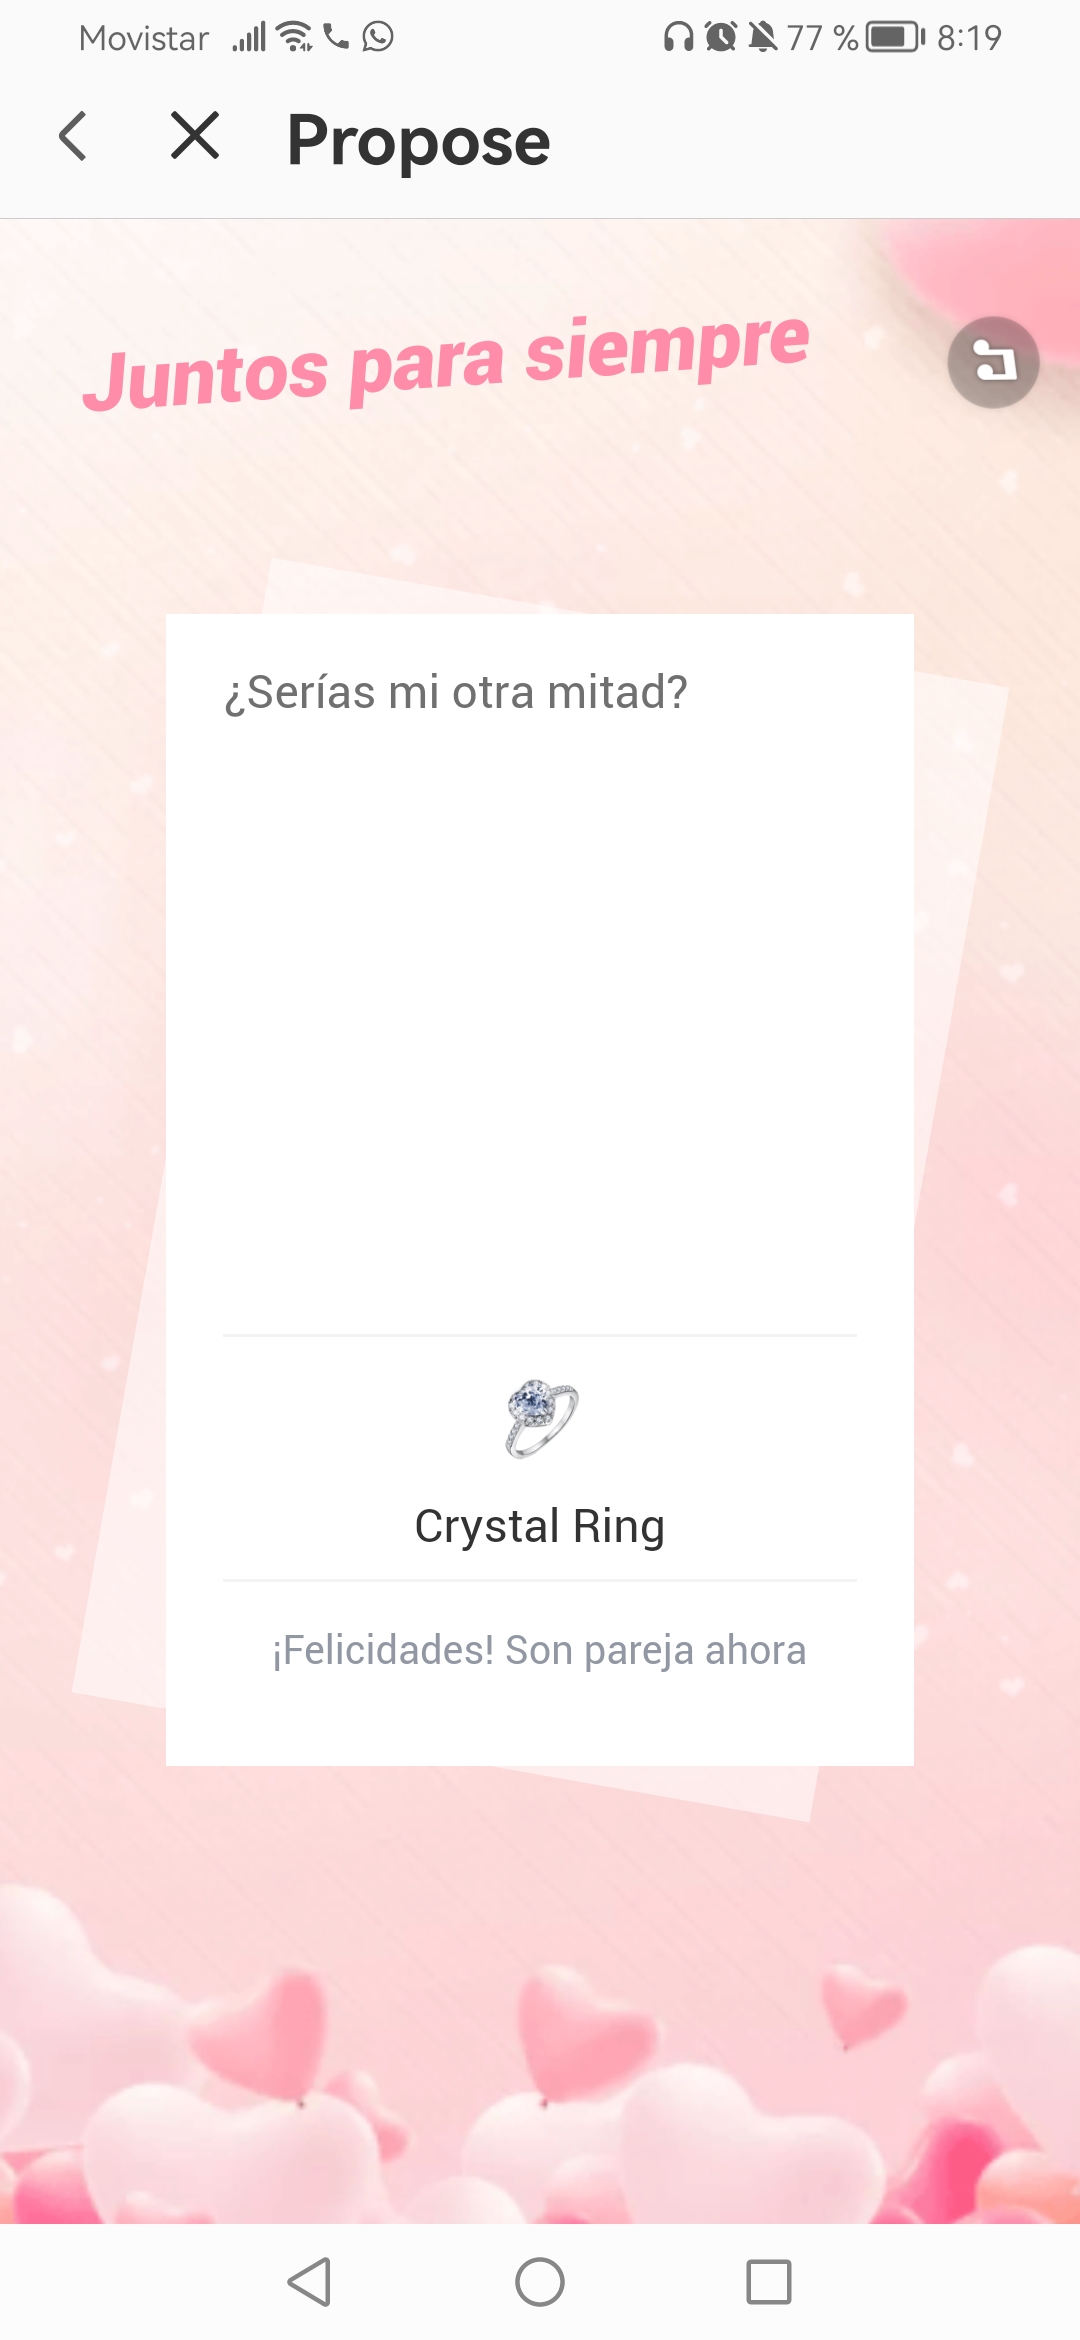 Movistar 77 % 8:19
Propose
Juntos para siempre
¿Serías mi otra mitad?
Crystal Ring
¡Felicidades! Son pareja ahora